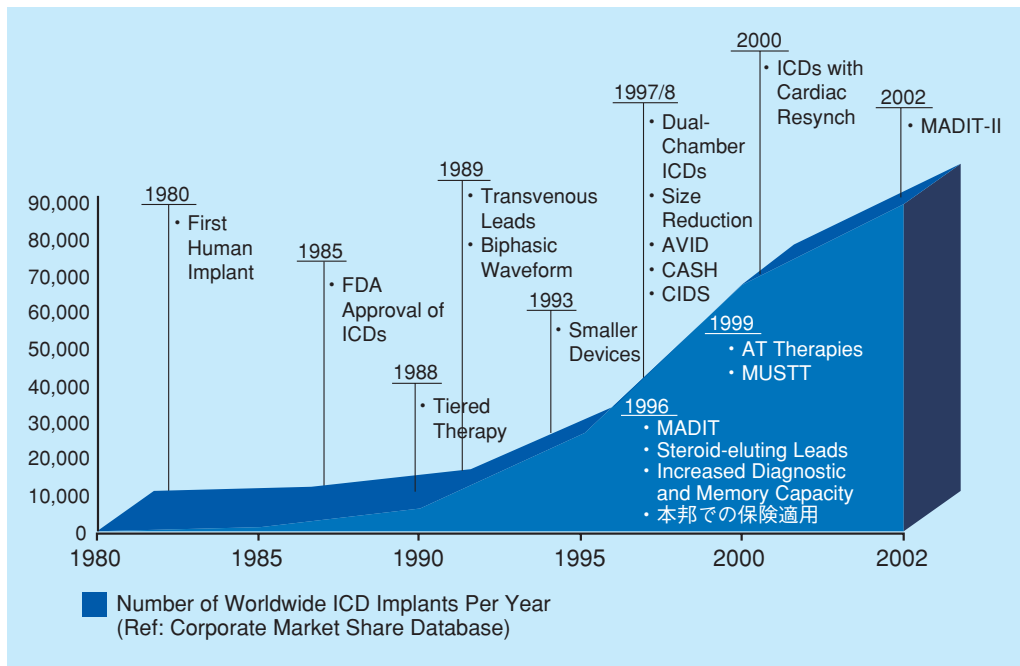 2000
・ICDs with
Cardiac
Resynch
2002
・MADIT-II
1997/8
・Dual-
Chamber
ICDs
・Size
Reduction
・AVID
・CASH
・CIDS
1989
・Transvenous
Leads
・Biphasic
Waveform
1980
・First
Human
Implant
1985
・FDA
Approval of
ICDs
1993
・Smaller
Devices
1988
・Tiered
Therapy
1999
・AT Therapies
・MUSTT
1996
・MADIT
・Steroid-eluting Leads
・Increased Diagnostic
and Memory Capacity
・本邦での保険適用
90,000
80,000
70,000
60,000
50,000
40,000
30,000
20,000
10,000
0
1980
1985
1990
1995
2000
2002
Number of Worldwide ICD Implants Per Year
(Ref: Corporate Market Share Database)